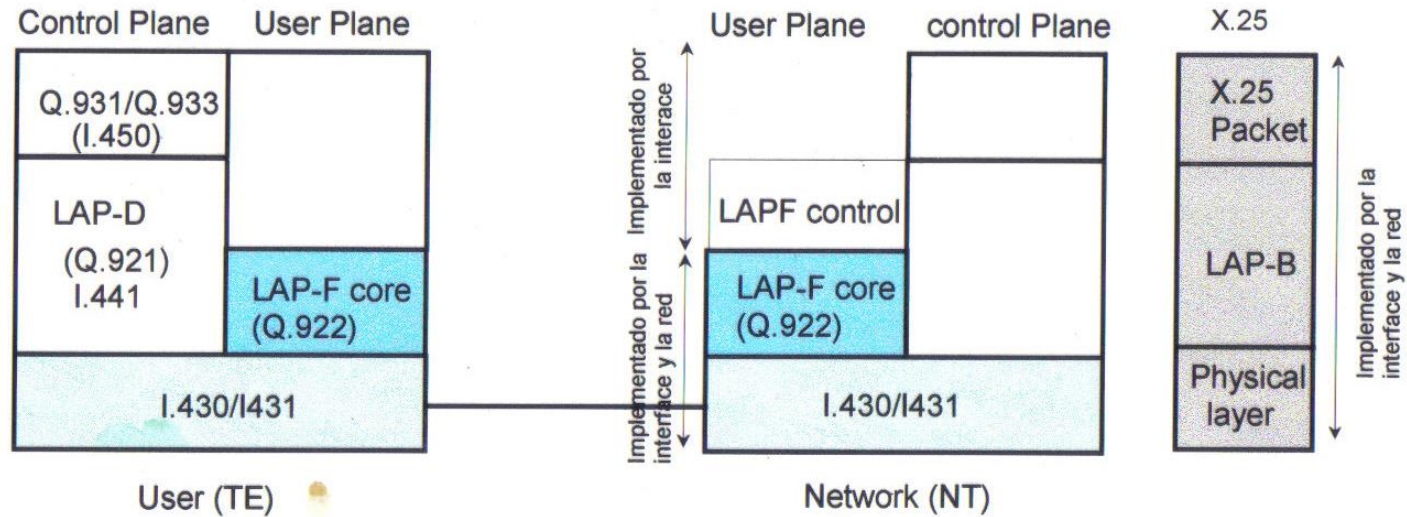 Control Plane
User Plane
Q.931/Q.933
(I.450)
LAP-D
(Q.921)
I.441
LAP-F core
(Q.922)
I.430/I431
User (TE)
User Plane
control Plane
Implementado por
la interace
Implementado por la
interface y la red
LAPF control
LAP-F core
(Q.922)
I.430/I431
Network (NT)
X.25
X.25
Packet
LAP-B
Physical
layer
Implementado por la
interface y la red